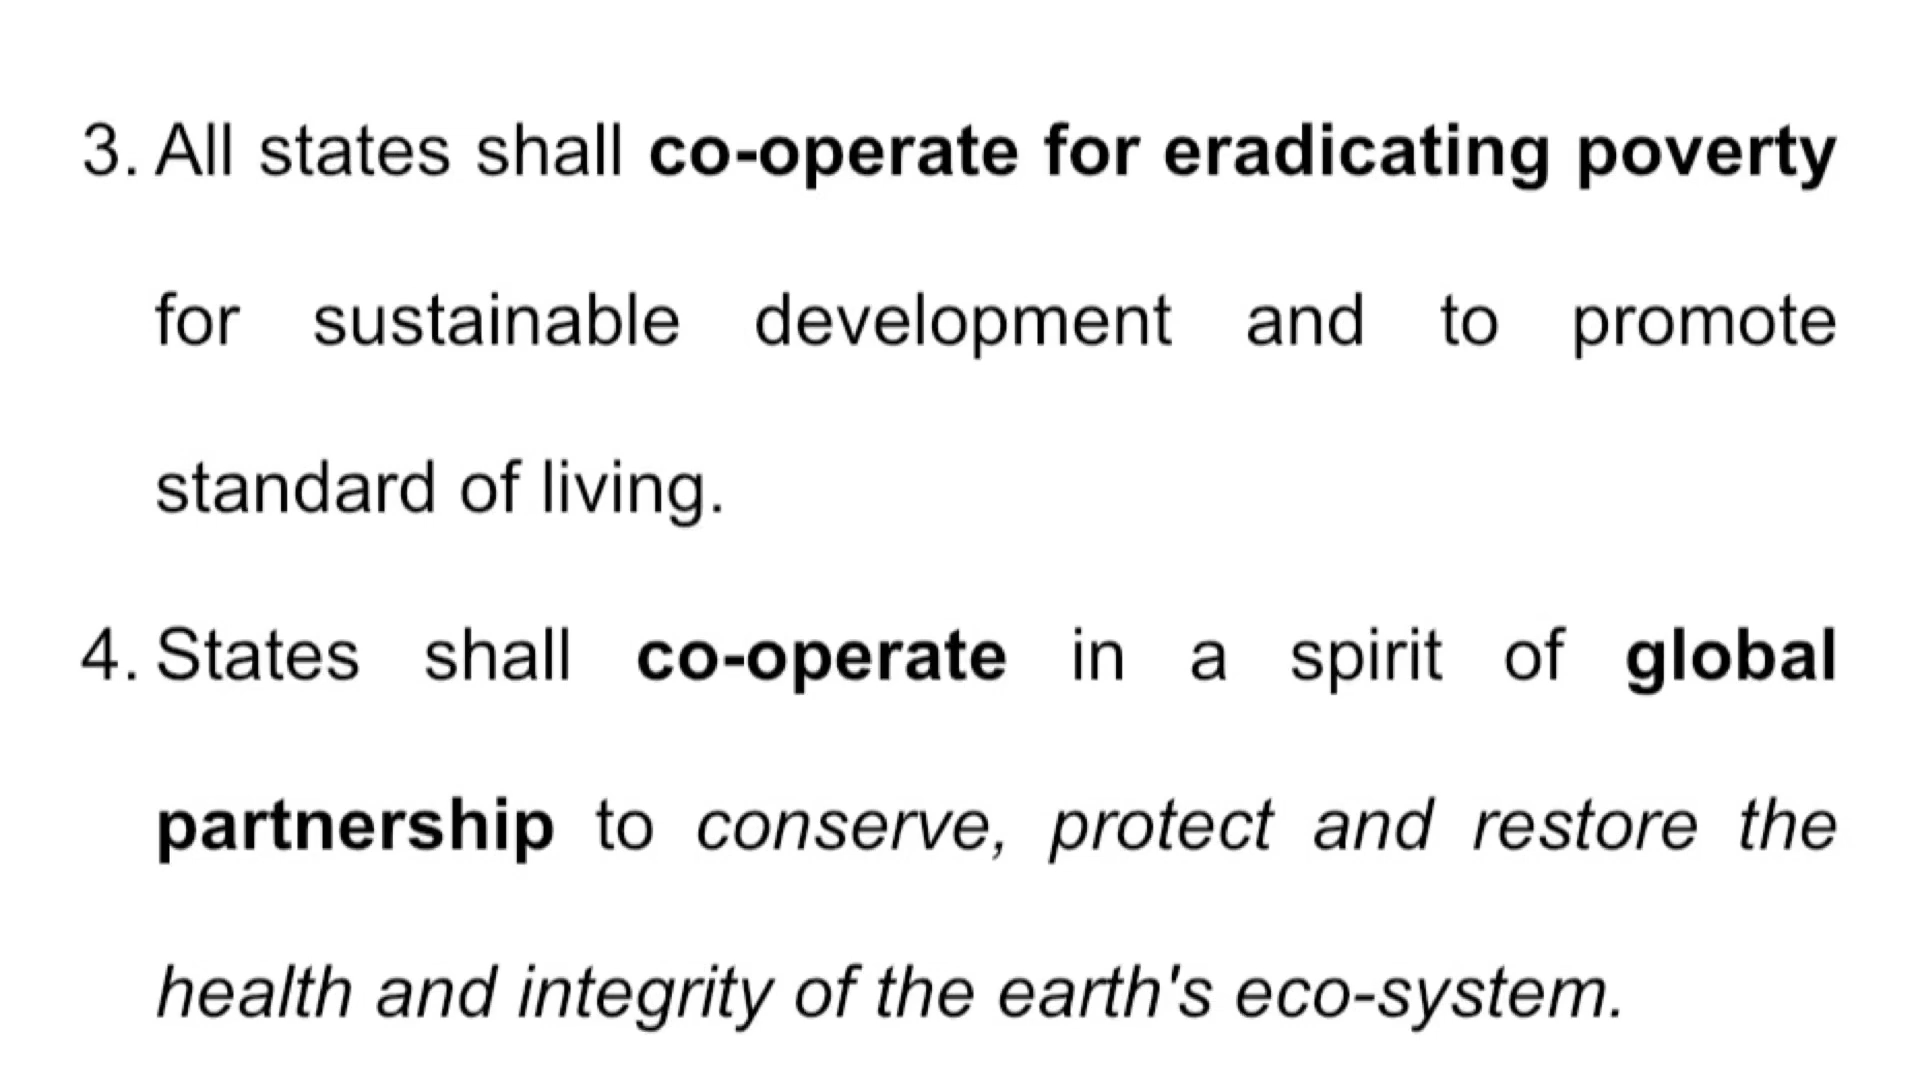 3. All states shall co-operate for eradicating poverty
for sustainable development and to promote
standard of living.
4. States shall co-operate in a spirit of global
partnership to conserve, protect and restore the
health and integrity of the earth's eco-system.